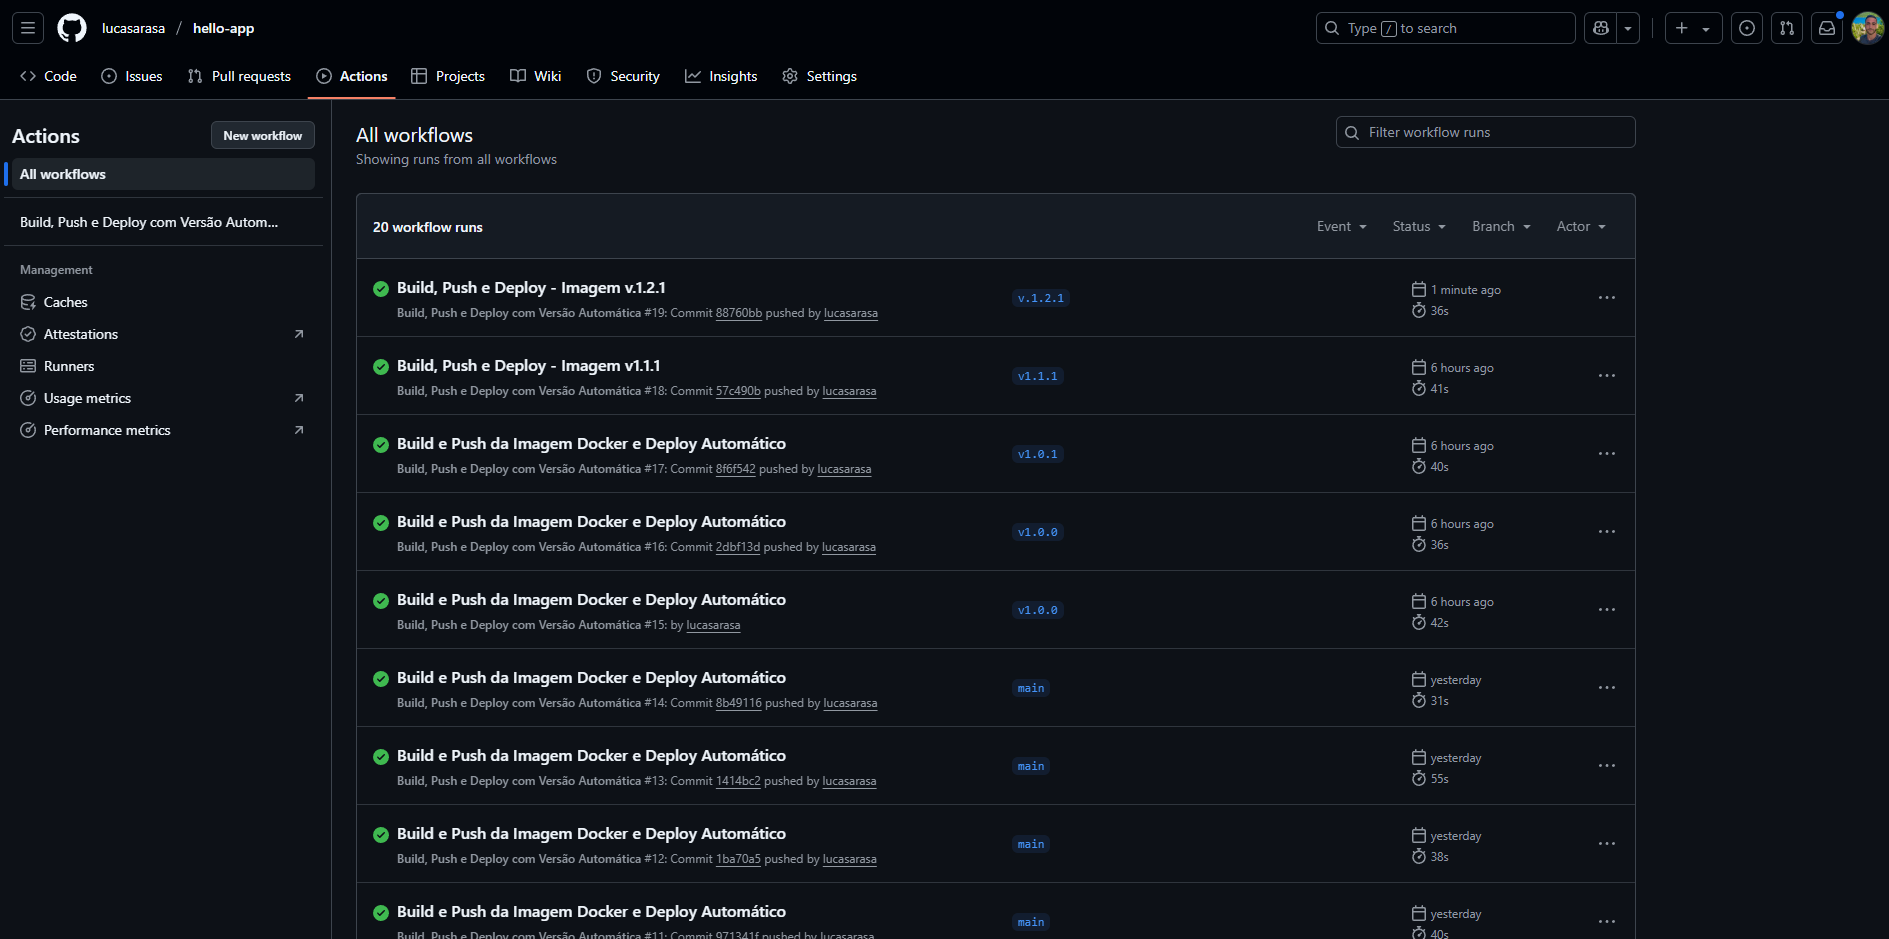 lucasarasa / hello-app
Type / to search
Code
Issues
Pull requests
Actions
Projects
Wiki
Security
Insights
Settings
Actions
New workflow
All workflows
Build, Push e Deploy com Versão Autom...
Management
Caches
Attestations
Runners
Usage metrics
Performance metrics
All workflows
Showing runs from all workflows
Filter workflow runs
20 workflow runs
Event
Status
Branch
Actor
Build, Push e Deploy - Imagem v.1.2.1
Build, Push e Deploy com Versão Automática #19: Commit 88760bb pushed by lucasarasa
v.1.2.1
1 minute ago
36s
Build, Push e Deploy - Imagem v1.1.1
Build, Push e Deploy com Versão Automática #18: Commit 57c490b pushed by lucasarasa
v1.1.1
6 hours ago
41s
Build e Push da Imagem Docker e Deploy Automático
Build, Push e Deploy com Versão Automática #17: Commit 8f6f542 pushed by lucasarasa
v1.0.1
6 hours ago
40s
Build e Push da Imagem Docker e Deploy Automático
Build, Push e Deploy com Versão Automática #16: Commit 2dbf13d pushed by lucasarasa
v1.0.0
6 hours ago
36s
Build e Push da Imagem Docker e Deploy Automático
Build, Push e Deploy com Versão Automática #15: by lucasarasa
v1.0.0
6 hours ago
42s
Build e Push da Imagem Docker e Deploy Automático
Build, Push e Deploy com Versão Automática #14: Commit 8b49116 pushed by lucasarasa
main
yesterday
31s
Build e Push da Imagem Docker e Deploy Automático
Build, Push e Deploy com Versão Automática #13: Commit 1414bc2 pushed by lucasarasa
main
yesterday
55s
Build e Push da Imagem Docker e Deploy Automático
Build, Push e Deploy com Versão Automática #12: Commit 1ba70a5 pushed by lucasarasa
main
yesterday
38s
Build e Push da Imagem Docker e Deploy Automático
Build, Push e Deploy com Versão Automática #11: Commit 971341f pushed by lucasarasa
main
yesterday
40s